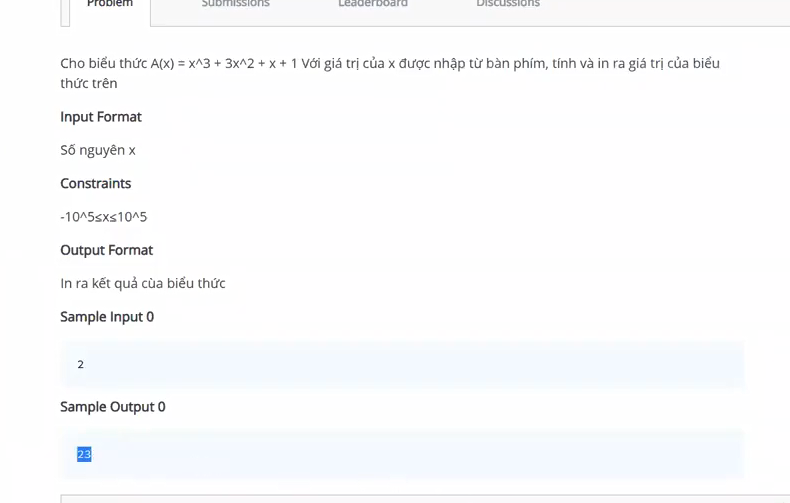 Problem Submissions Leaderboard Discussions
Cho biểu thức A(x) = x^3 + 3x^2 + x + 1 Với giá trị của x được nhập từ bàn phím, tính và in ra giá trị của biểu
thức trên
Input Format
Số nguyên x
Constraints
-10^5≤x≤10^5
Output Format
In ra kết quả cùa biểu thức
Sample Input 0
2
Sample Output 0
23